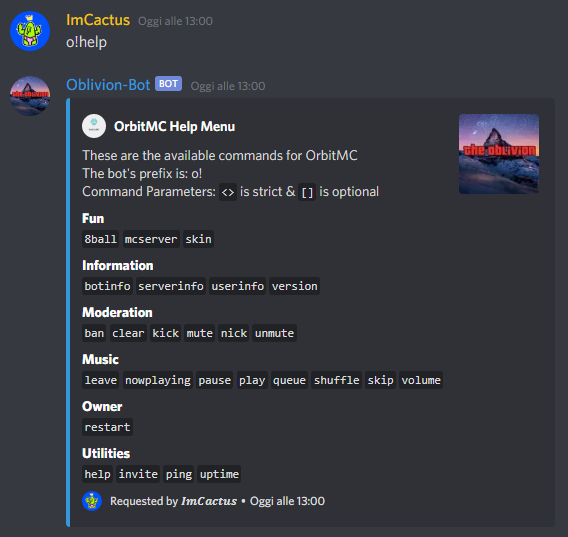 ImCactus Oggi alle 13:00
o!help
Oblivion-Bot BOT Oggi alle 13:00
OrbitMC Help Menu
the oblivion
These are the available commands for OrbitMC
The bot's prefix is: o!
Command Parameters: <> is strict & [] is optional
Fun
8ball mcserver skin
Information
botinfo serverinfo userinfo version
Moderation
ban clear kick mute nick unmute
Music
leave nowplaying pause play queue shuffle skip volume
Owner
restart
Utilities
help invite ping uptime
Requested by ImCactus • Oggi alle 13:00